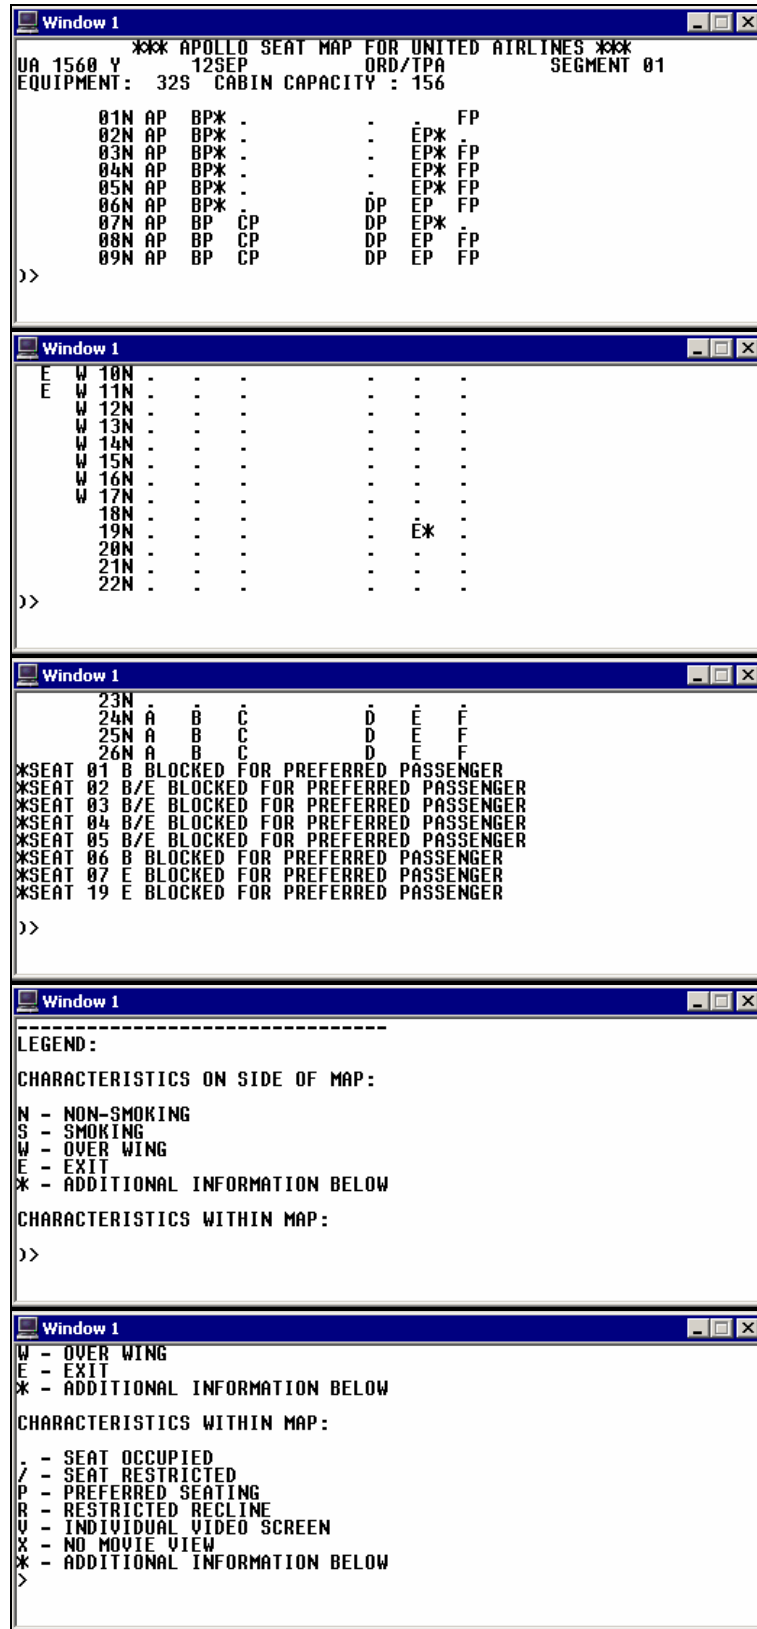 Window 1
*** APOLLO SEAT MAP FOR UNITED AIRLINES ***
UA 1560 Y 12SEP ORD/TPA SEGMENT 01
EQUIPMENT: 32S CABIN CAPACITY : 156
01N AP BP* . . . FP
02N AP BP* . . EP* .
03N AP BP* . . EP* FP
04N AP BP* . . EP* FP
05N AP BP* . . EP* FP
06N AP BP* . DP EP FP
07N AP BP CP DP EP* .
08N AP BP CP DP EP FP
09N AP BP CP DP EP FP
)>
Window 1
E W 10N . . . . . .
E W 11N . . . . . .
W 12N . . . . . .
W 13N . . . . . .
W 14N . . . . . .
W 15N . . . . . .
W 16N . . . . . .
W 17N . . . . . .
18N . . . . . .
19N . . . . E* .
20N . . . . . .
21N . . . . . .
22N . . . . . .
)>
Window 1
23N . . . . . .
24N A B C D E F
25N A B C D E F
26N A B C D E F
*SEAT 01 B BLOCKED FOR PREFERRED PASSENGER
*SEAT 02 B/E BLOCKED FOR PREFERRED PASSENGER
*SEAT 03 B/E BLOCKED FOR PREFERRED PASSENGER
*SEAT 04 B/E BLOCKED FOR PREFERRED PASSENGER
*SEAT 05 B/E BLOCKED FOR PREFERRED PASSENGER
*SEAT 06 B BLOCKED FOR PREFERRED PASSENGER
*SEAT 07 E BLOCKED FOR PREFERRED PASSENGER
*SEAT 19 E BLOCKED FOR PREFERRED PASSENGER
)>
Window 1
--------------------------------
LEGEND:
CHARACTERISTICS ON SIDE OF MAP:
N - NON-SMOKING
S - SMOKING
W - OVER WING
E - EXIT
* - ADDITIONAL INFORMATION BELOW
CHARACTERISTICS WITHIN MAP:
)>
Window 1
W - OVER WING
E - EXIT
* - ADDITIONAL INFORMATION BELOW
CHARACTERISTICS WITHIN MAP:
. - SEAT OCCUPIED
/ - SEAT RESTRICTED
P - PREFERRED SEATING
R - RESTRICTED RECLINE
V - INDIVIDUAL VIDEO SCREEN
X - NO MOVIE VIEW
* - ADDITIONAL INFORMATION BELOW
>